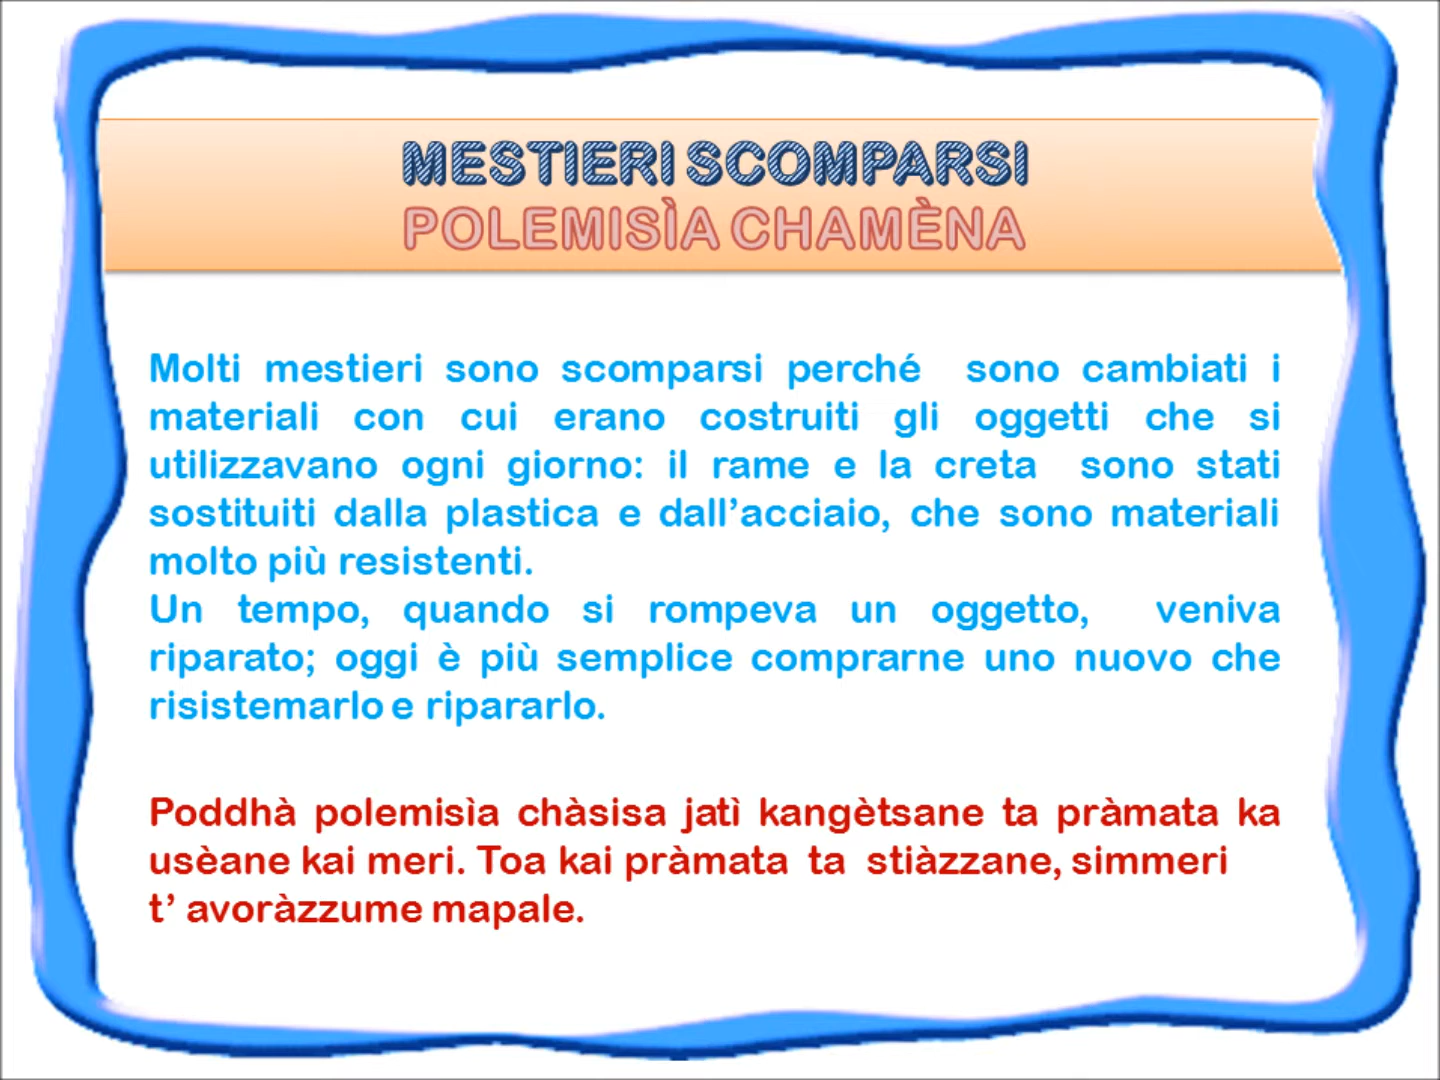 MESTIERI SCOMPARSI
POLEMISÌA CHAMÈNA
Molti mestieri sono scomparsi perché sono cambiati i
materiali con cui erano costruiti gli oggetti che si
utilizzavano ogni giorno: il rame e la creta sono stati
sostituiti dalla plastica e dall’acciaio, che sono materiali
molto più resistenti.
Un tempo, quando si rompeva un oggetto, veniva
riparato; oggi è più semplice comprarne uno nuovo che
risistemarlo e ripararlo.
Poddhà polemisìa chàsisa jatì kangètsane ta pràmata ka
usèane kai meri. Toa kai pràmata ta stiàzzane, simmeri
t’ avoràzzume mapale.